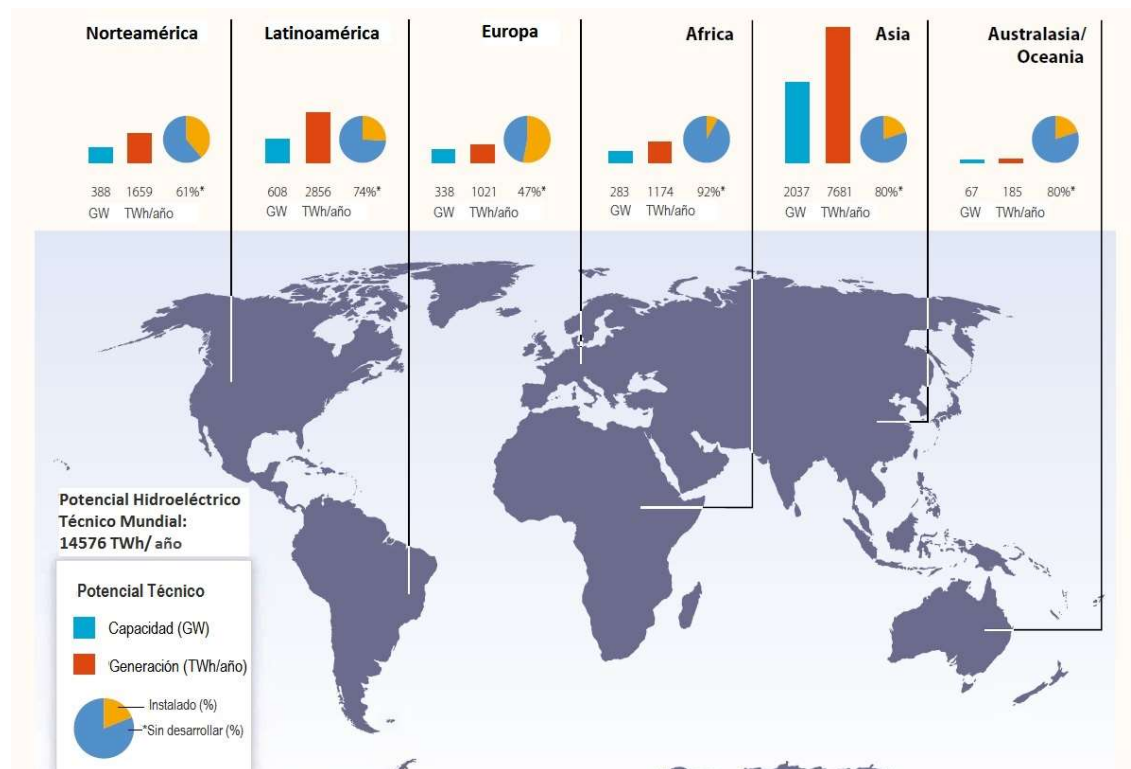 Norteamérica
388 1659 61%*
GW TWh/año
Latinoamérica
608 2856 74%*
GW TWh/año
Europa
338 1021 47%*
GW TWh/año
Africa
283 1174 92%*
GW TWh/año
Asia
2037 7681 80%*
GW TWh/año
Australasia/
Oceania
67 185 80%*
GW TWh/año
Potencial Hidroeléctrico
Técnico Mundial:
14576 TWh/ año
Potencial Técnico
Capacidad (GW)
Generación (TWh/año)
Instalado (%)
*Sin desarrollar (%)